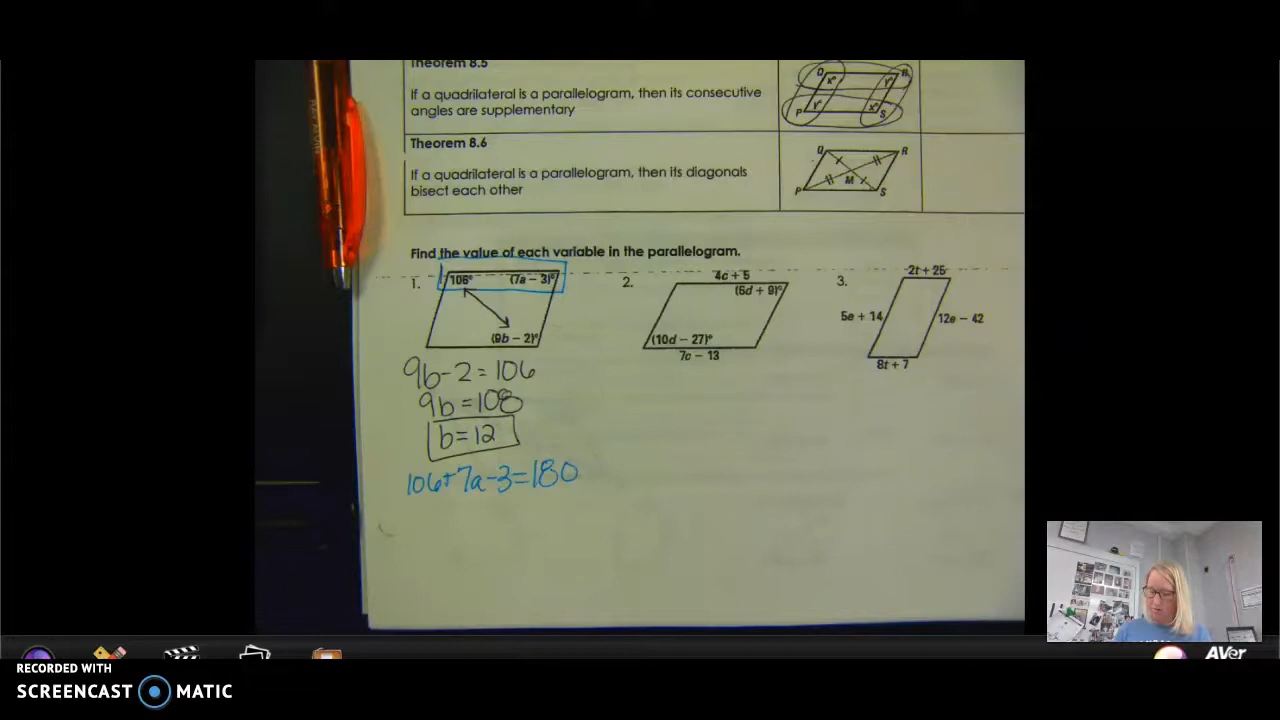 Theorem 8.5
If a quadrilateral is a parallelogram, then its consecutive
angles are supplementary
Q
R
x°
y°
P
y°
x°
S
Theorem 8.6
If a quadrilateral is a parallelogram, then its diagonals
bisect each other
Q
R
M
P
S
Find the value of each variable in the parallelogram.
1.
106°
(7a – 3)°
(9b – 2)°
2.
4c + 5
(6d + 9)°
(10d – 27)°
7c – 13
3.
2t + 25
5e + 14
12e – 42
8t + 7
9b-2=106
9b=108
b=12
106+7a-3=180
RECORDED WITH
SCREENCAST MATIC
AVer